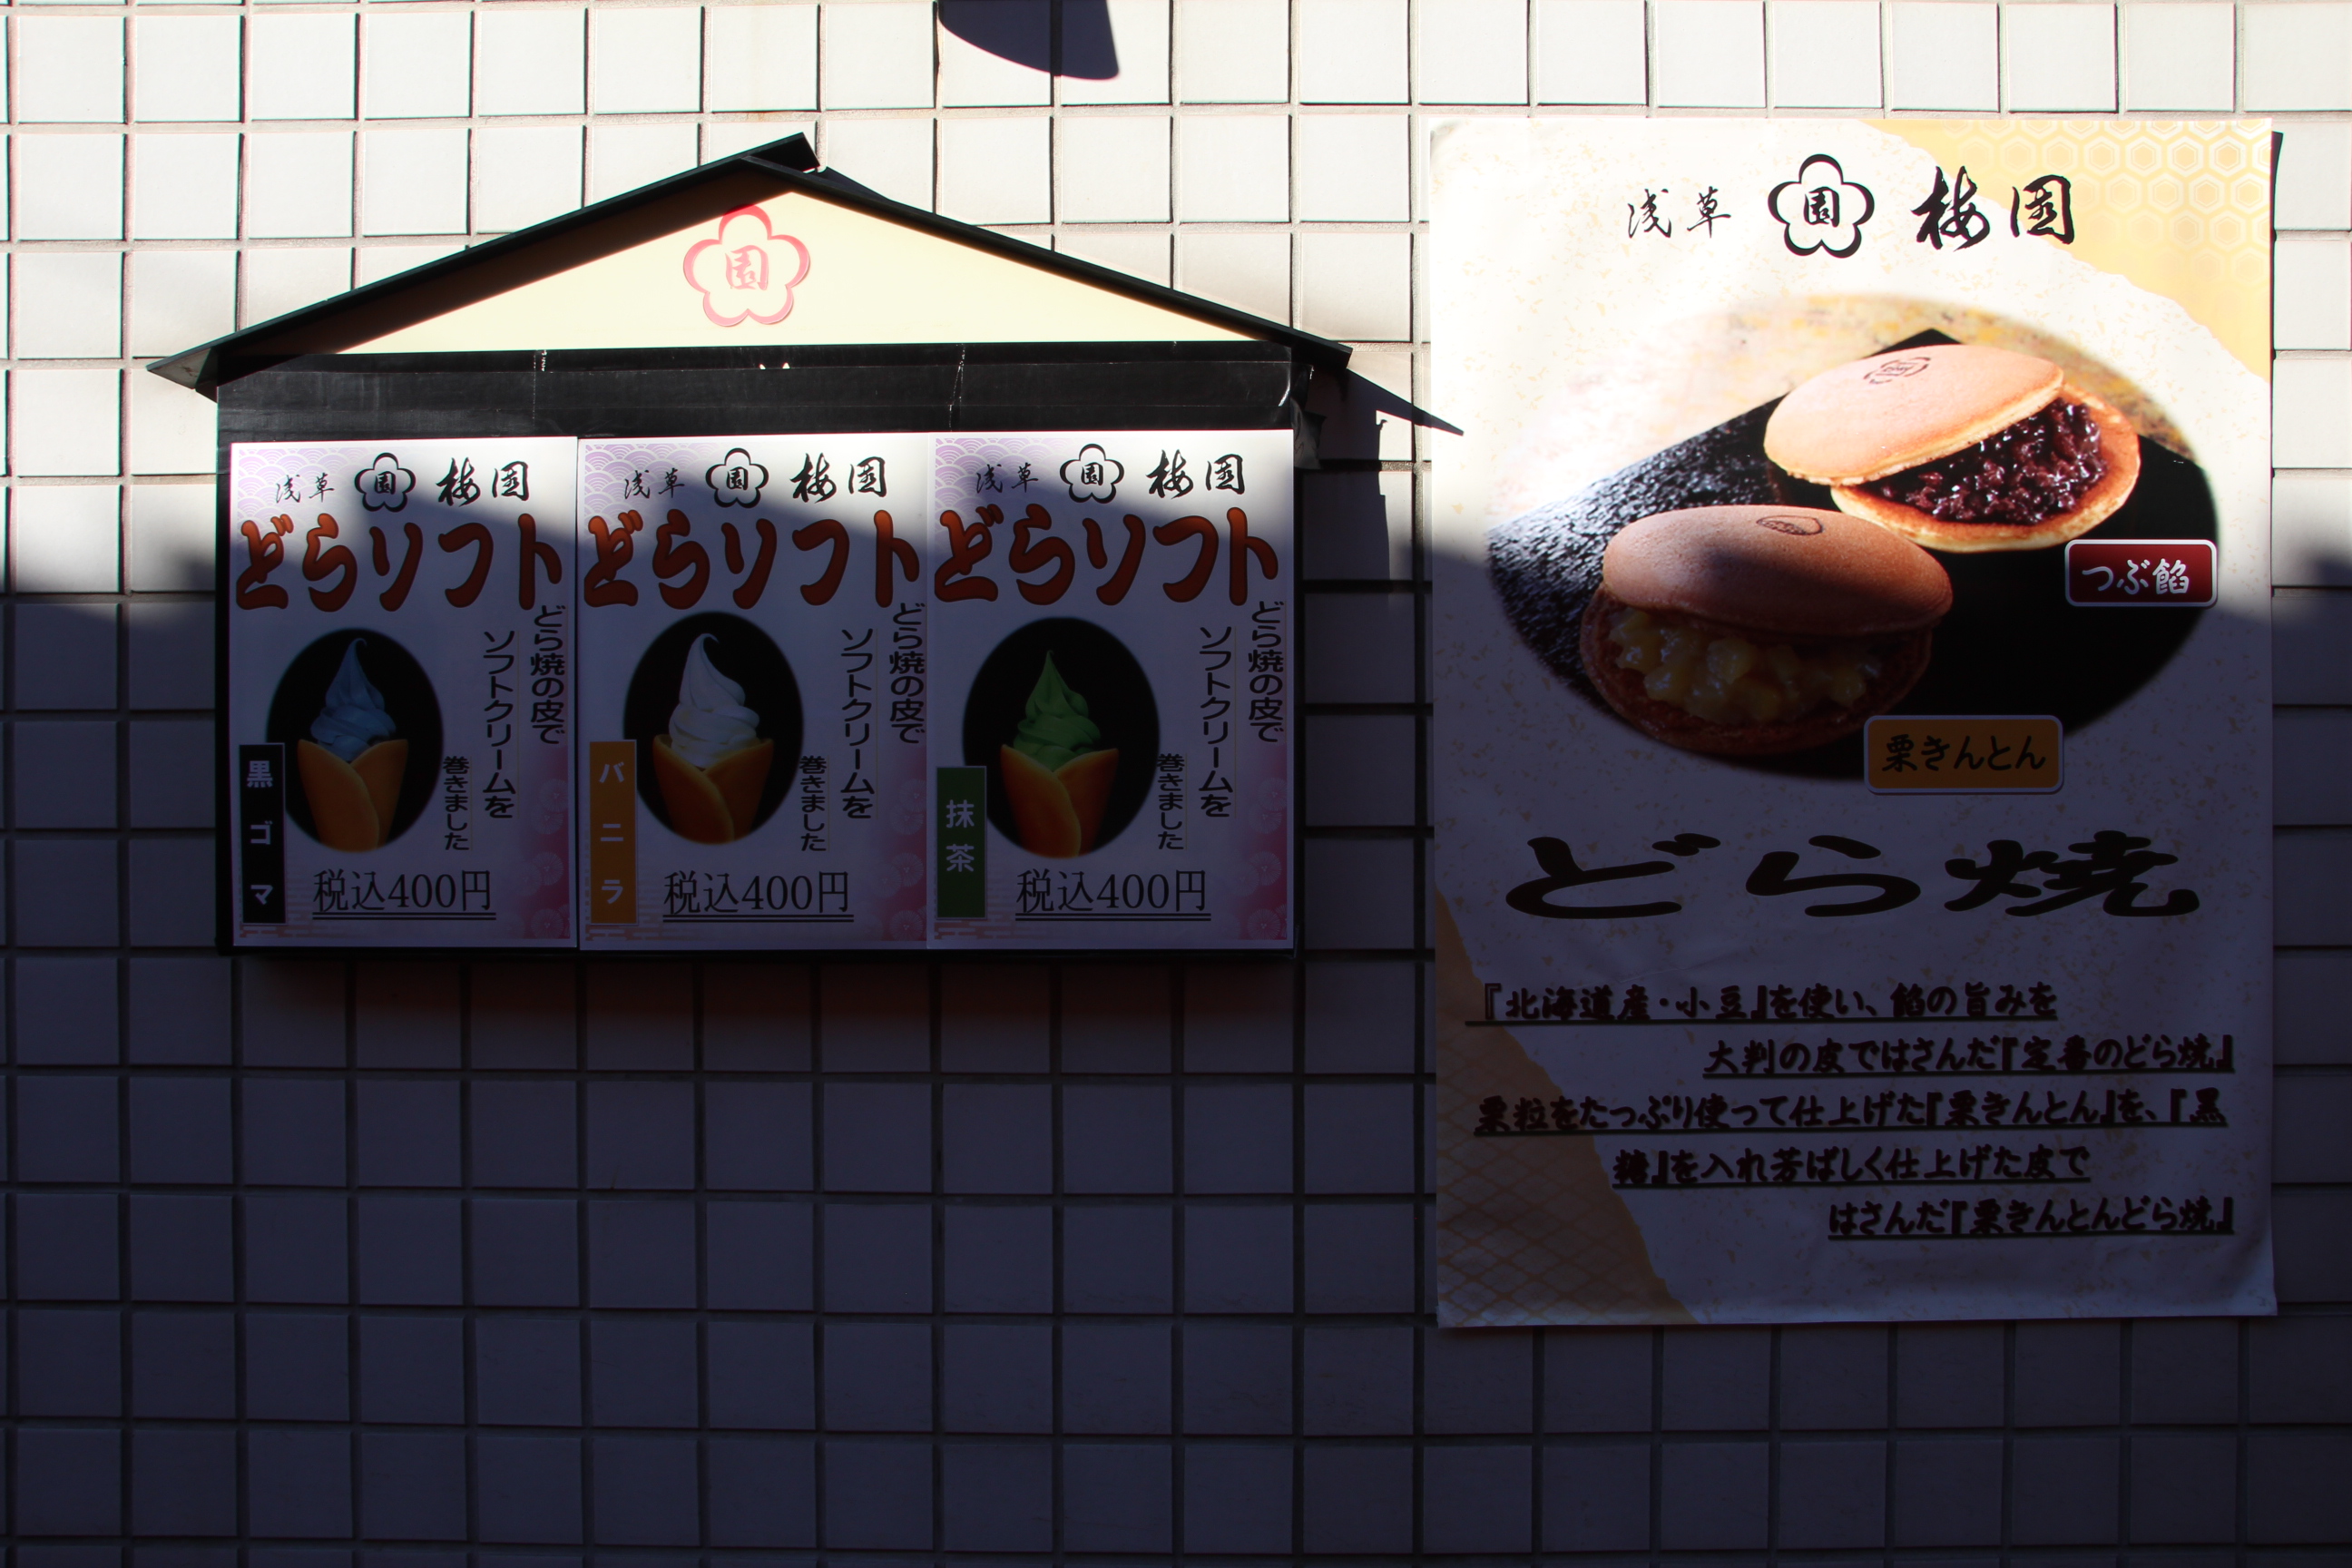 園
浅草 園 梅園
どらソフト
どら焼の皮で
ソフトクリームを
巻きました
黒ゴマ
税込400円
浅草 園 梅園
どらソフト
どら焼の皮で
ソフトクリームを
巻きました
バニラ
税込400円
浅草 園 梅園
どらソフト
どら焼の皮で
ソフトクリームを
巻きました
抹茶
税込400円
浅草 園 梅園
つぶ餡
栗きんとん
どら焼
『北海道産・小豆』を使い、餡の旨みを
大判の皮ではさんだ『定番のどら焼』
栗粒をたっぷり使って仕上げた『栗きんとん』を、『黒
糖』を入れ芳ばしく仕上げた皮で
はさんだ『栗きんとんどら焼』